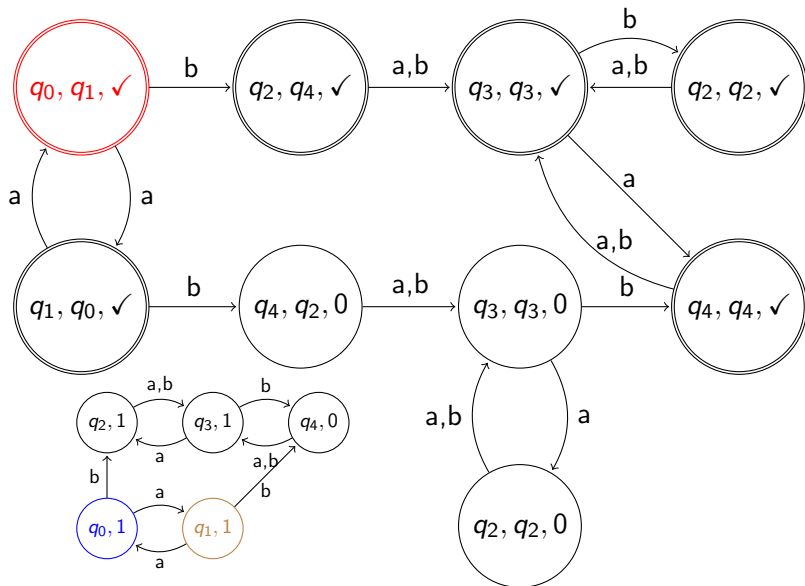 b
q0, q1, ✓
b
q2, q4, ✓
a,b
q3, q3, ✓
a,b
q2, q2, ✓
a
a
a
a,b
q1, q0, ✓
b
q4, q2, 0
a,b
q3, q3, 0
b
q4, q4, ✓
a,b
b
q2, 1
q3, 1
q4, 0
a
a,b
a
a,b
b
b
a
q0, 1
q1, 1
a
q2, q2, 0